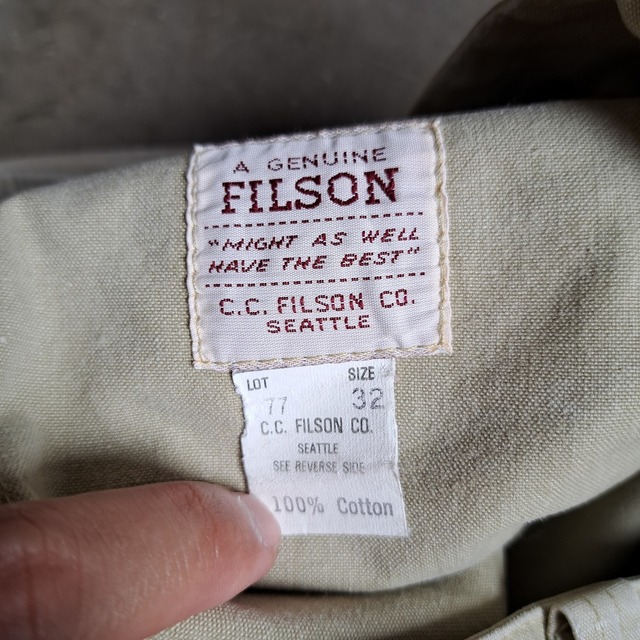 A GENUINE
FILSON
"MIGHT AS WELL
HAVE THE BEST"
C.C. FILSON CO.
SEATTLE
LOT SIZE
77 32
C.C. FILSON CO.
SEATTLE
SEE REVERSE SIDE
100% Cotton